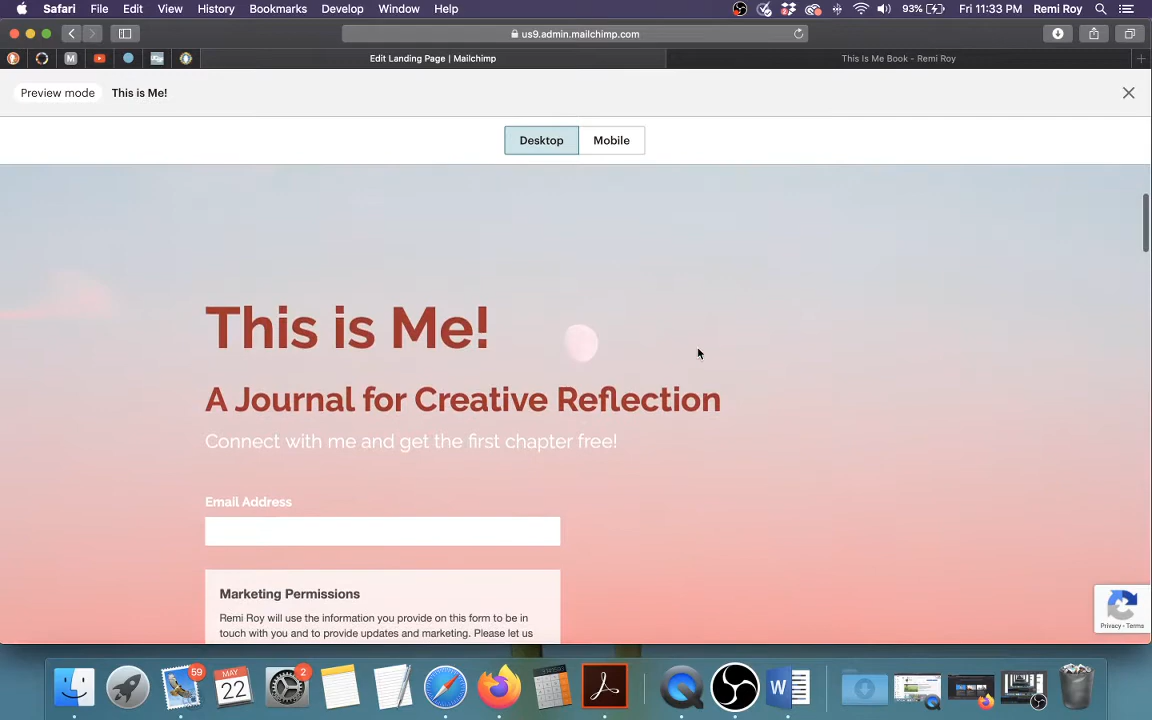 Safari File Edit View History Bookmarks Develop Window Help 2 93% Fri 11:33 PM Remi Roy
us9.admin.mailchimp.com
M Edit Landing Page | Mailchimp This Is Me Book - Remi Roy
Preview mode This is Me!
Desktop Mobile
This is Me!
A Journal for Creative Reflection
Connect with me and get the first chapter free!
Email Address
Marketing Permissions
Remi Roy will use the information you provide on this form to be in
touch with you and to provide updates and marketing. Please let us
Privacy - Terms
59 MAY 22 2 W